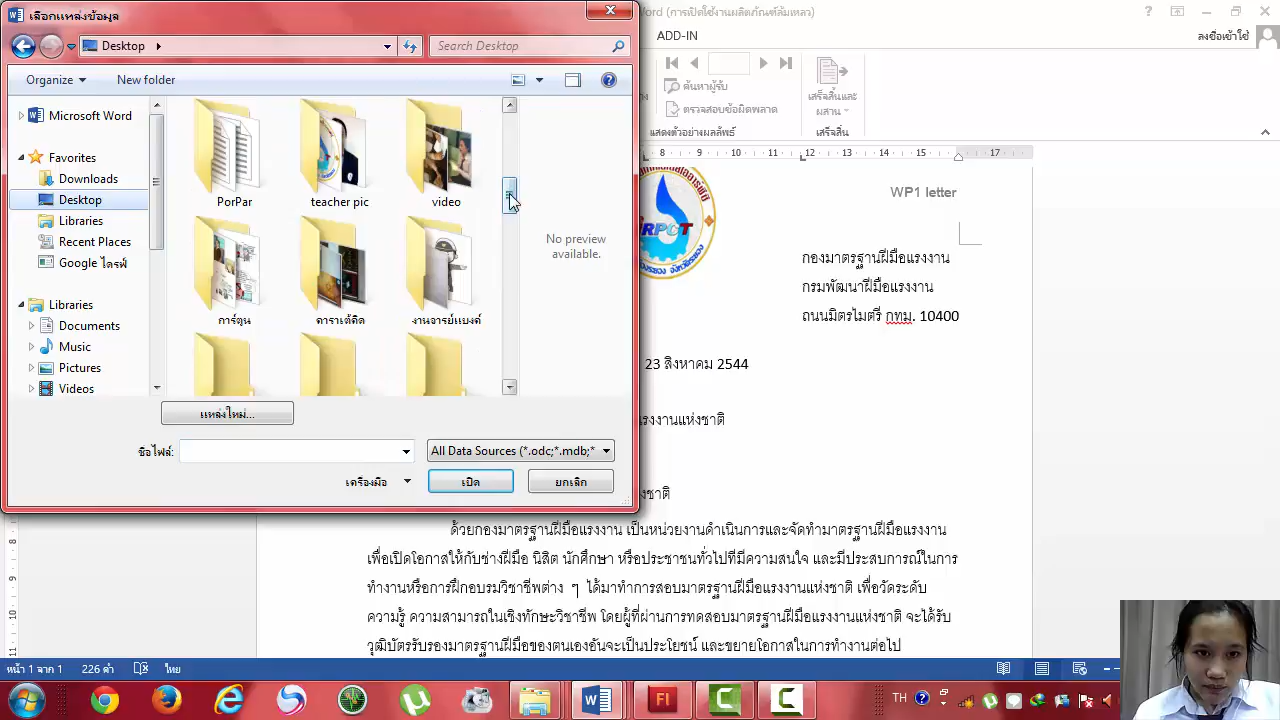 เลือกแหล่งข้อมูล
Word (การเปิดใช้งานผลิตภัณฑ์ล้มเหลว)
Desktop
Search Desktop
ADD-IN
ลงชื่อเข้าใช้
Organize
New folder
Microsoft Word
Favorites
Downloads
Desktop
Libraries
Recent Places
Google ไดรฟ์
Libraries
Documents
Music
Pictures
Videos
PorPar
teacher pic
video
การ์ตูน
คาราเต้คิด
งานจารย์แบงค์
No preview
available.
แหล่งใหม่...
ชื่อไฟล์:
All Data Sources (*.odc;*.mdb;*
เครื่องมือ
เปิด
ยกเลิก
ค้นหาผู้รับ
ตรวจสอบข้อผิดพลาด
แสดงตัวอย่างผลลัพธ์
เสร็จสิ้นและ
ผสาน
เสร็จสิ้น
8 9 10 11 12 13 14 15 17
WP1 letter
RPCT
กองมาตรฐานฝีมือแรงงาน
กรมพัฒนาฝีมือแรงงาน
ถนนมิตรไมตรี กทม. 10400
23 สิงหาคม 2544
แรงงานแห่งชาติ
ชาติ
ด้วยกองมาตรฐานฝีมือแรงงาน เป็นหน่วยงานดำเนินการและจัดทำมาตรฐานฝีมือแรงงาน
เพื่อเปิดโอกาสให้กับช่างฝีมือ นิสิต นักศึกษา หรือประชาชนทั่วไปที่มีความสนใจ และมีประสบการณ์ในการ
ทำงานหรือการฝึกอบรมวิชาชีพต่าง ๆ ได้มาทำการสอบมาตรฐานฝีมือแรงงานแห่งชาติ เพื่อวัดระดับ
ความรู้ ความสามารถในเชิงทักษะวิชาชีพ โดยผู้ที่ผ่านการทดสอบมาตรฐานฝีมือแรงงานแห่งชาติ จะได้รับ
วุฒิบัตรรับรองมาตรฐานฝีมือของตนเองอันจะเป็นประโยชน์ และขยายโอกาสในการทำงานต่อไป
8 9 10 11
หน้า 1 จาก 1
226 คำ
ไทย
TH